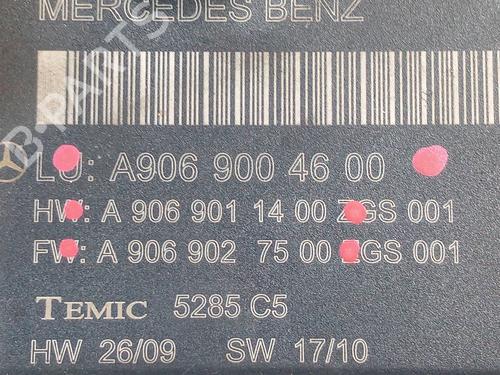 MERCEDES BENZ
B-PARTS
LU: A906 900 46 00
HW: A 906 901 14 00 ZGS 001
FW: A 906 902 75 00 ZGS 001
TEMIC 5285 C5
HW 26/09 SW 17/10